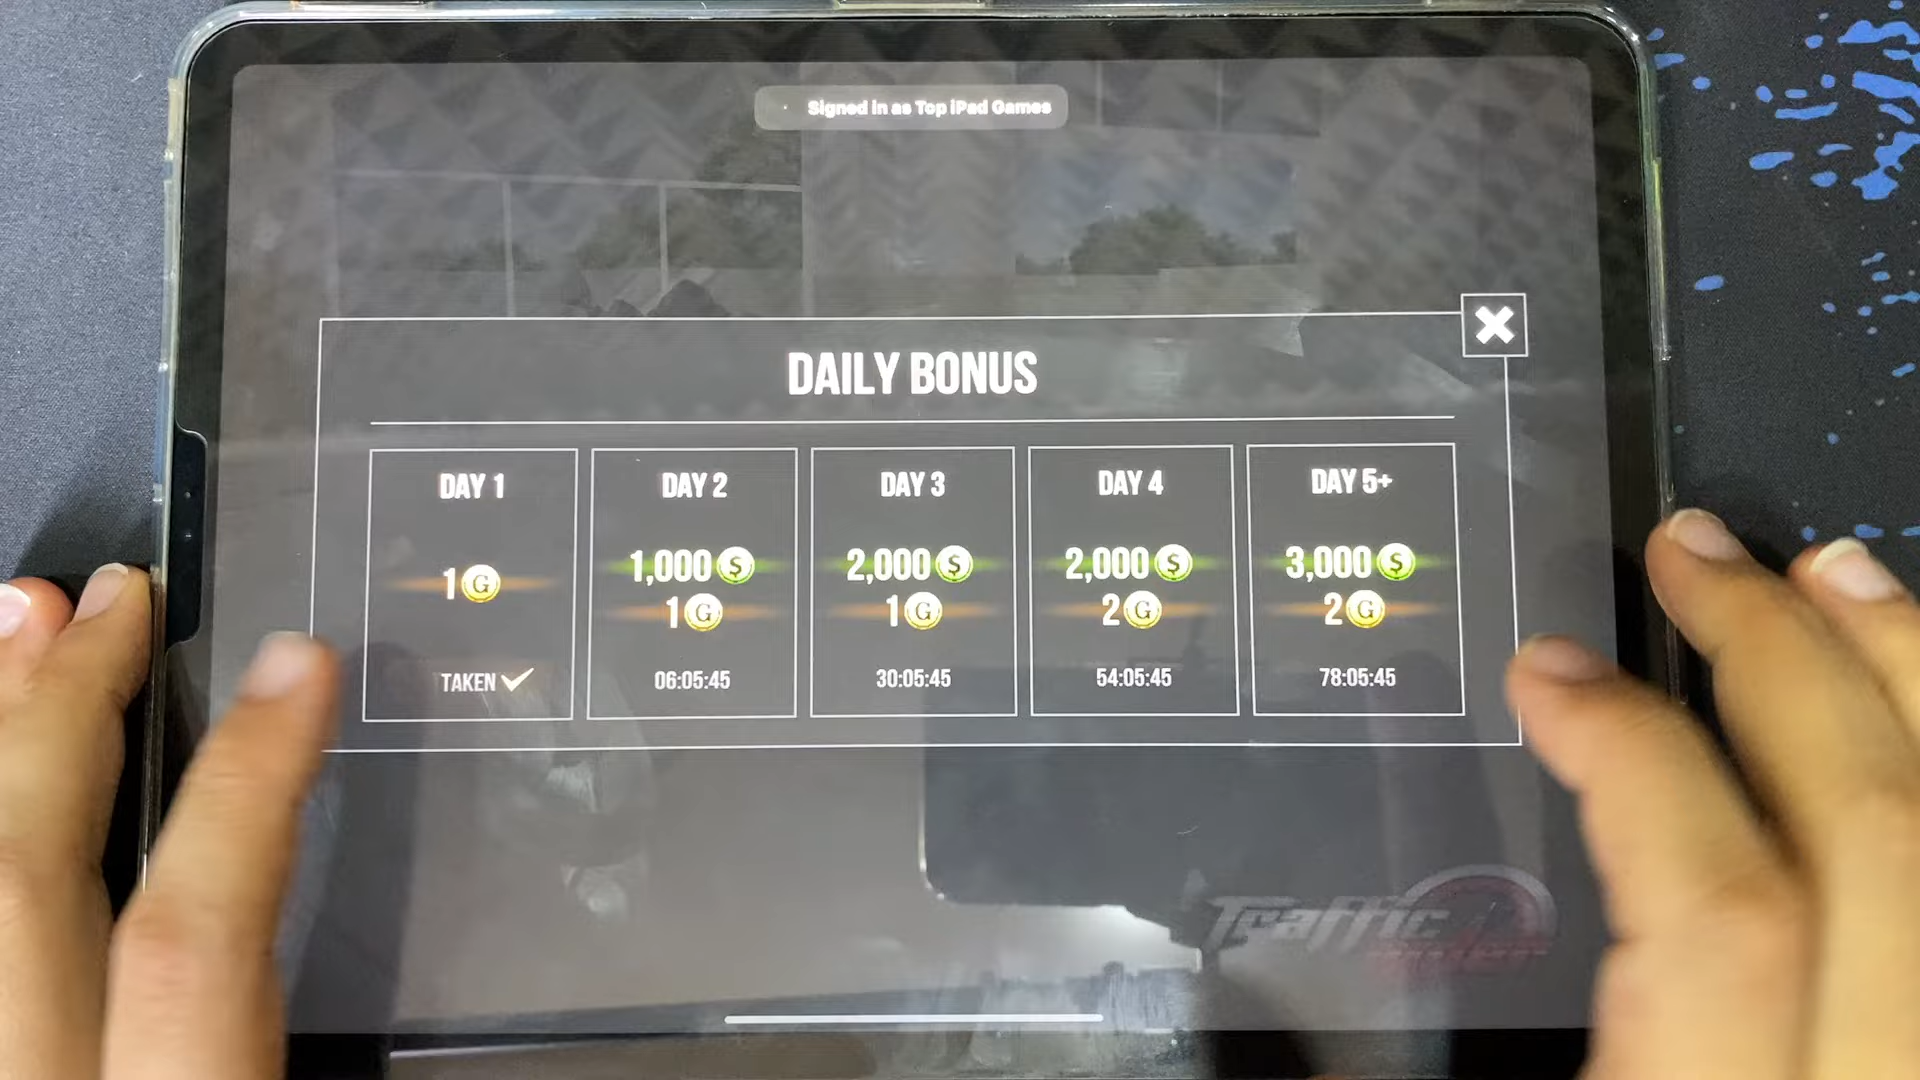 Signed in as Top iPad Games
DAILY BONUS
DAY 1
1 G
TAKEN
DAY 2
1,000 $
1 G
06:05:45
DAY 3
2,000 $
1 G
30:05:45
DAY 4
2,000 $
2 G
54:05:45
DAY 5+
3,000 $
2 G
78:05:45
Traffic